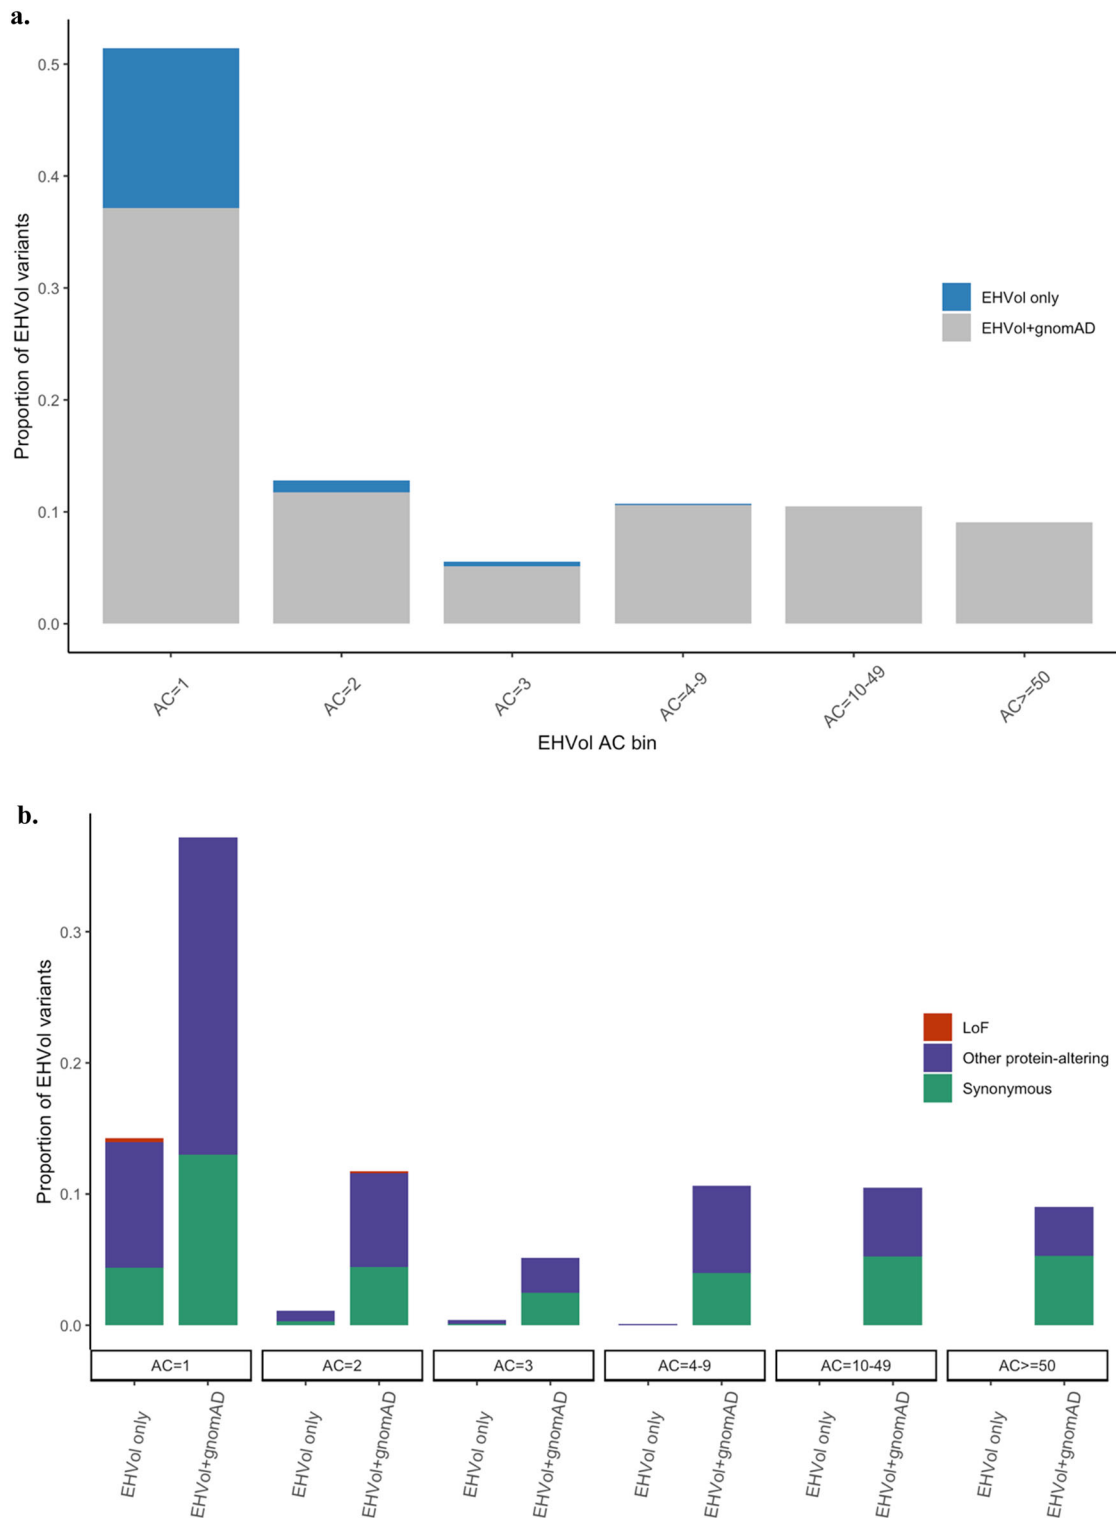 a.
Proportion of EHVol variants
0.5
0.4
0.3
0.2
0.1
0.0
EHVol only
EHVol+gnomAD
AC=1
AC=2
AC=3
AC=4-9
AC=10-49
AC>=50
EHVol AC bin
b.
Proportion of EHVol variants
0.3
0.2
0.1
0.0
LoF
Other protein-altering
Synonymous
AC=1
AC=2
AC=3
AC=4-9
AC=10-49
AC>=50
EHVol only
EHVol+gnomAD
EHVol only
EHVol+gnomAD
EHVol only
EHVol+gnomAD
EHVol only
EHVol+gnomAD
EHVol only
EHVol+gnomAD
EHVol only
EHVol+gnomAD